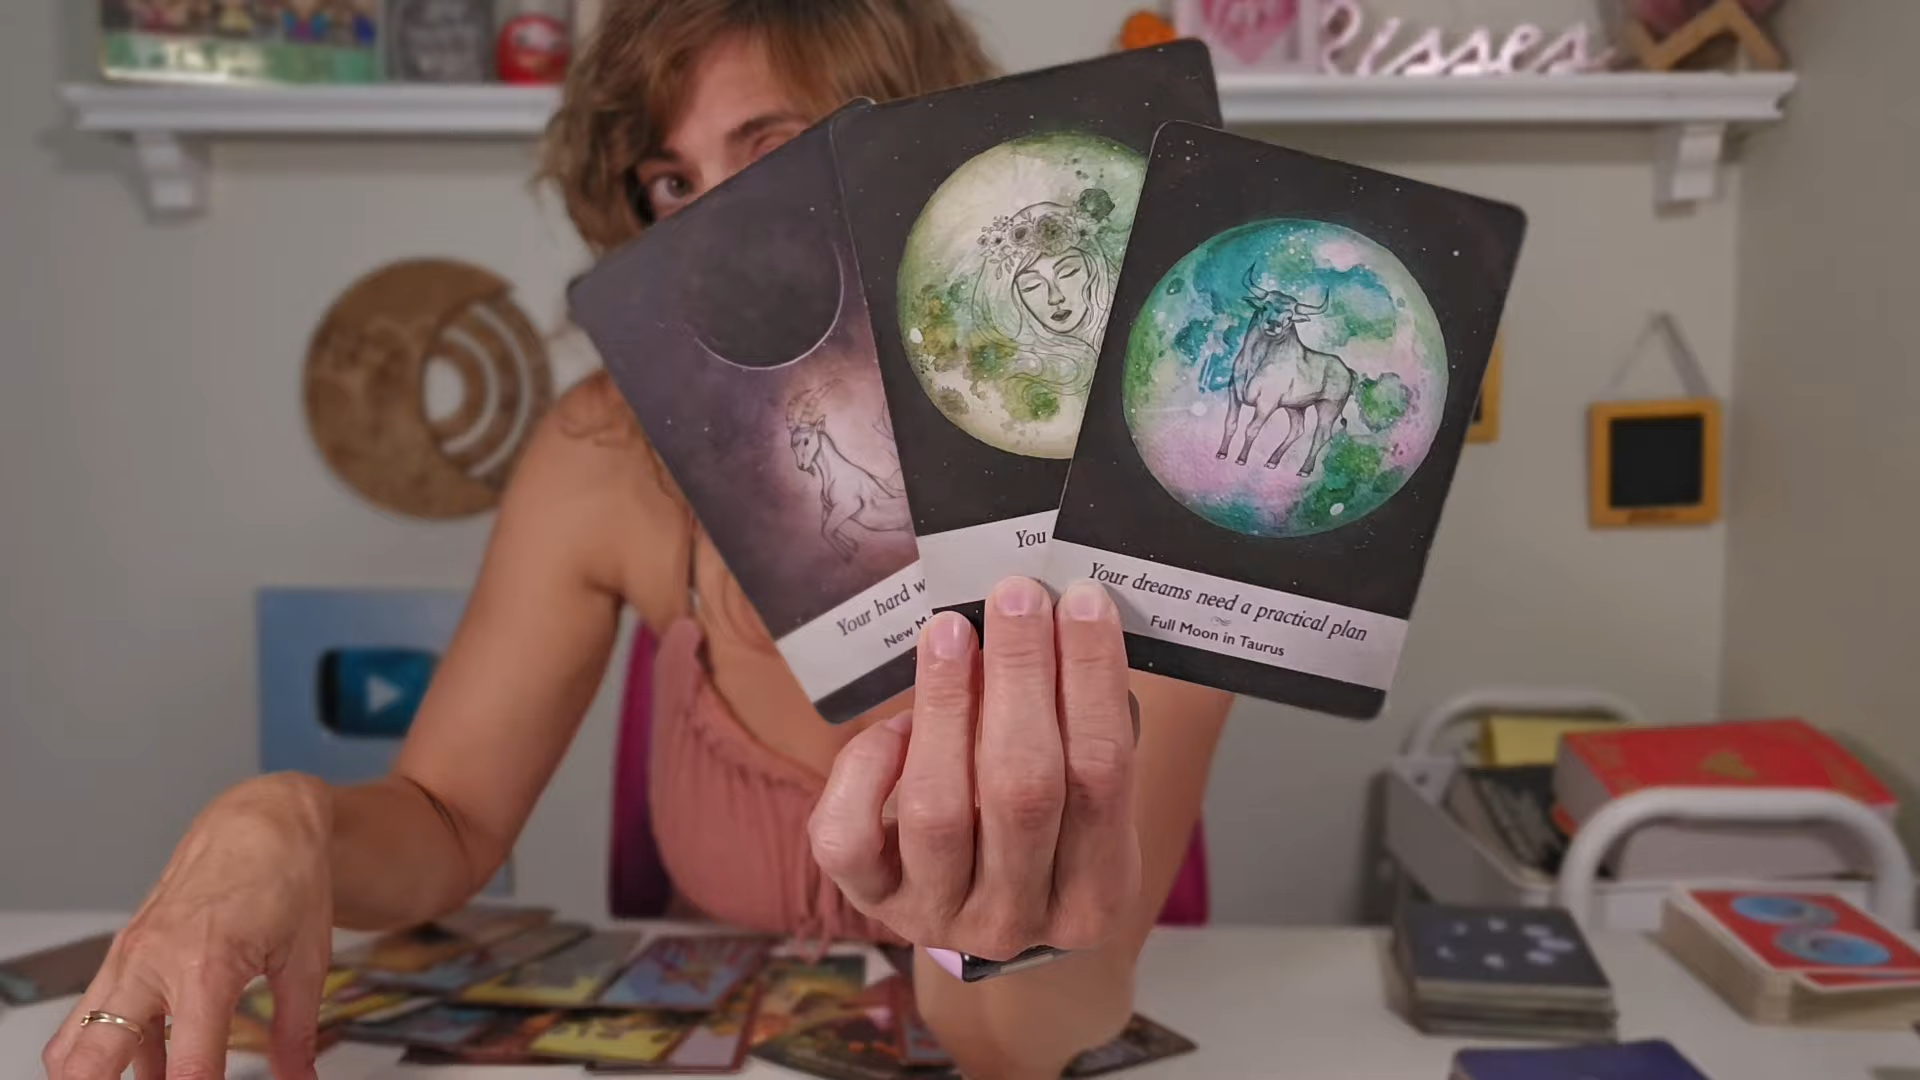 Kisses
Your hard w
New M
You
Your dreams need a practical plan
Full Moon in Taurus